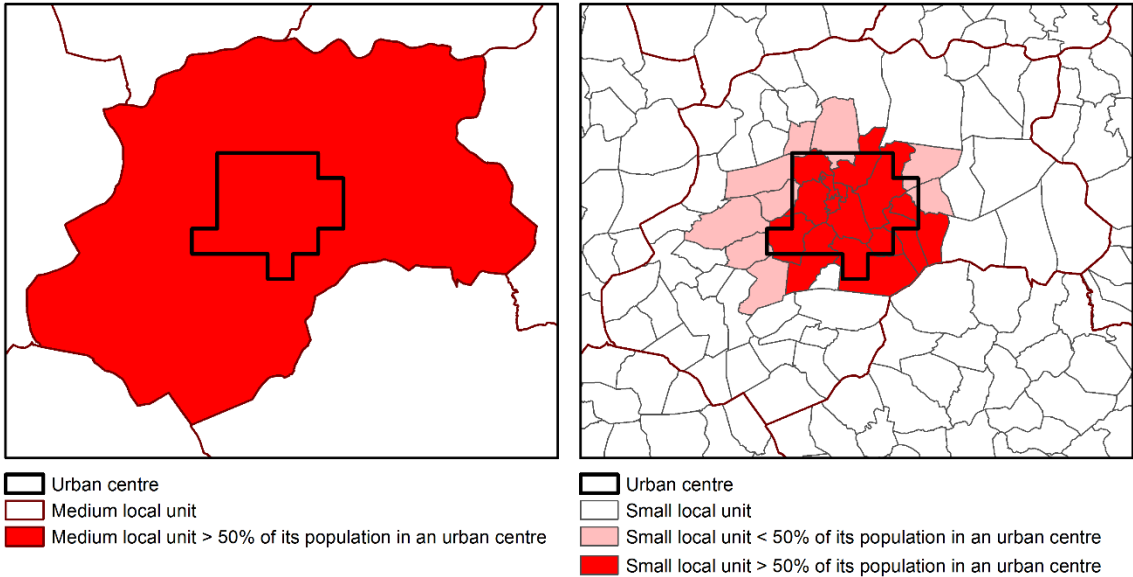 Urban centre
Medium local unit
Medium local unit > 50% of its population in an urban centre
Urban centre
Small local unit
Small local unit < 50% of its population in an urban centre
Small local unit > 50% of its population in an urban centre